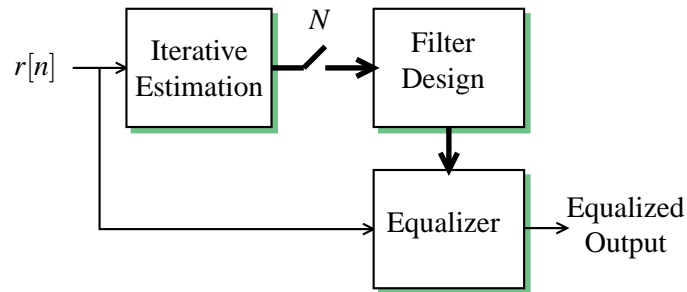 N
r[n]
Iterative
Estimation
Filter
Design
Equalizer
Equalized
Output